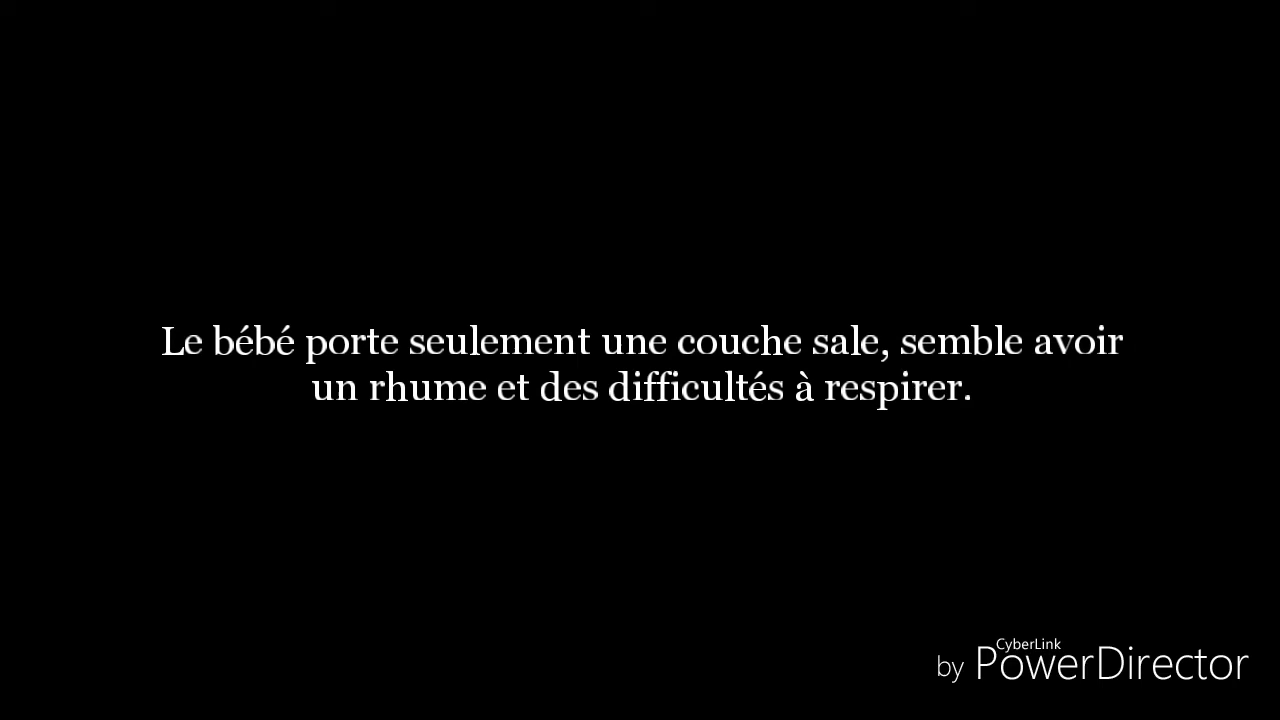 Le bébé porte seulement une couche sale, semble avoir
un rhume et des difficultés à respirer.
CyberLink
by PowerDirector